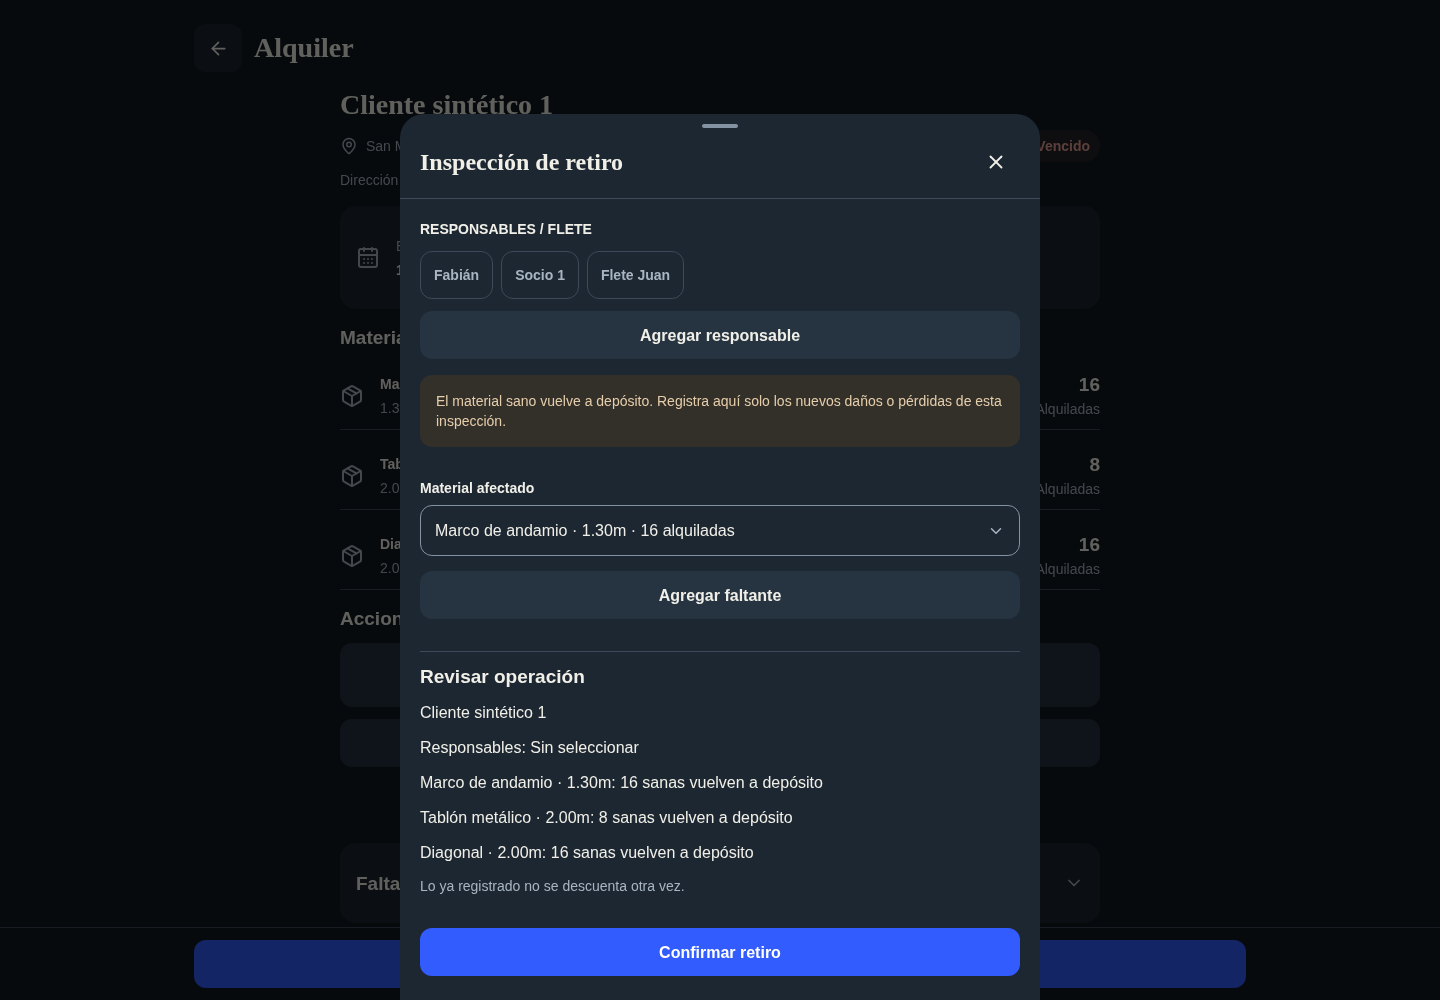 Alquiler
Cliente sintético 1
San M
Vencido
Dirección
Inspección de retiro
RESPONSABLES / FLETE
Fabián
Socio 1
Flete Juan
Agregar responsable
El material sano vuelve a depósito. Registra aquí solo los nuevos daños o pérdidas de esta
inspección.
Materia
Ma
1.3
16
Alquiladas
Tab
2.0
8
Alquiladas
Dia
2.0
16
Alquiladas
Material afectado
Marco de andamio · 1.30m · 16 alquiladas
Agregar faltante
Accion
Revisar operación
Cliente sintético 1
Responsables: Sin seleccionar
Marco de andamio · 1.30m: 16 sanas vuelven a depósito
Tablón metálico · 2.00m: 8 sanas vuelven a depósito
Diagonal · 2.00m: 16 sanas vuelven a depósito
Lo ya registrado no se descuenta otra vez.
Falta
Confirmar retiro